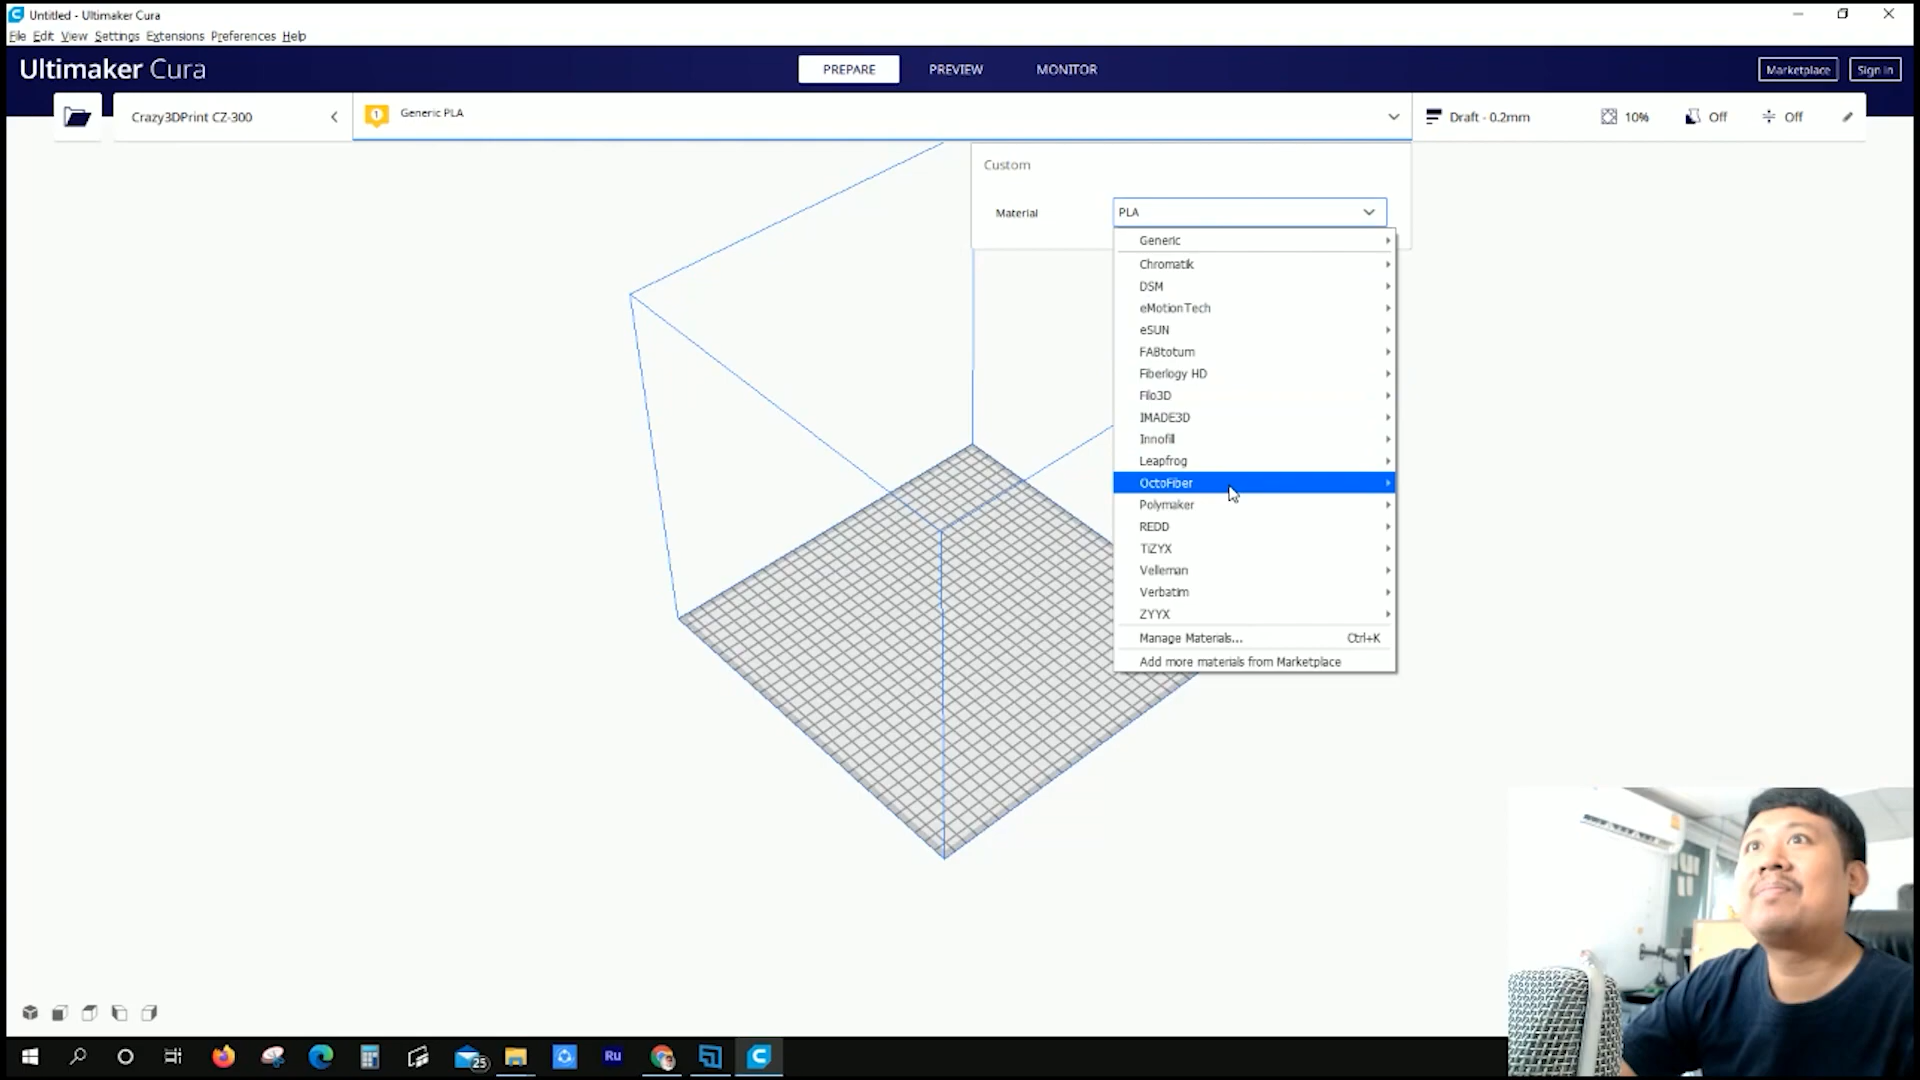 Untitled - Ultimaker Cura
File Edit View Settings Extensions Preferences Help
Ultimaker Cura
PREPARE
PREVIEW
MONITOR
Marketplace
Sign in
Crazy3DPrint CZ-300
1
Generic PLA
Draft - 0.2mm
10%
Off
Off
Custom
Material
PLA
Generic
Chromatik
DSM
eMotionTech
eSUN
FABtotum
Fiberlogy HD
Filo3D
IMADE3D
Innofill
Leapfrog
OctoFiber
Polymaker
REDD
TiZYX
Velleman
Verbatim
ZYYX
Manage Materials... Ctrl+K
Add more materials from Marketplace
25
Ru